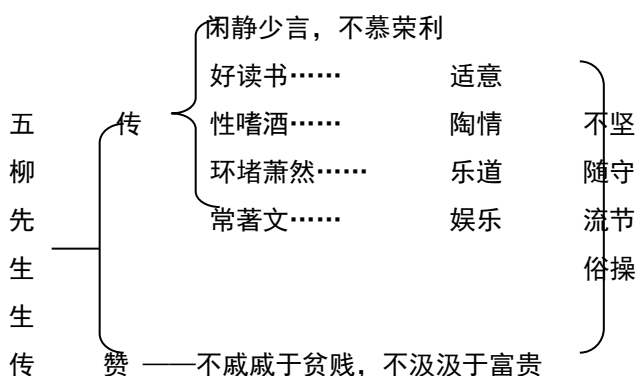 闲静少言，不慕荣利
好读书…… 适意
五 传 性嗜酒…… 陶情 不坚
柳 环堵萧然…… 乐道 随守
先 常著文…… 娱乐 流节
生 俗操
生
传 赞 ——不戚戚于贫贱，不汲汲于富贵